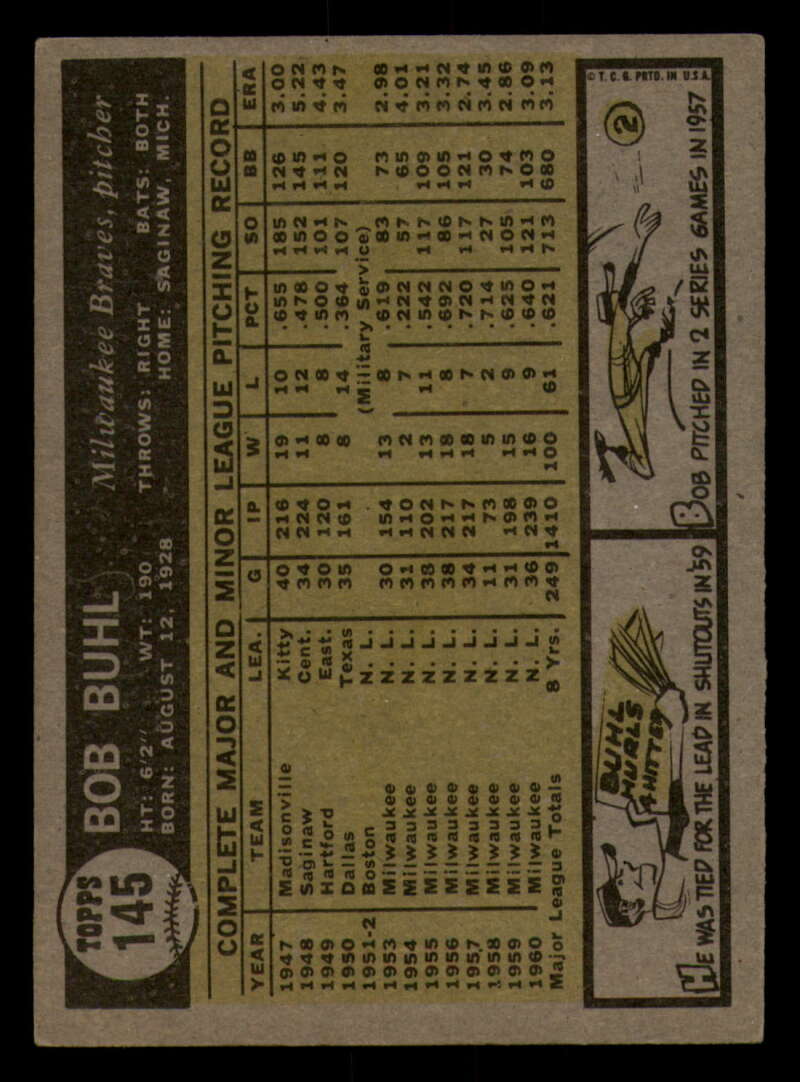 TOPPS
145
BOB BUHL Milwaukee Braves, pitcher
HT: 6'2" WT: 190 THROWS: RIGHT BATS: BOTH
BORN: AUGUST 12, 1928 HOME: SAGINAW, MICH.
COMPLETE MAJOR AND MINOR LEAGUE PITCHING RECORD
YEAR TEAM LEA. G IP W L PCT SO BB ERA
1947 Madisonville Kitty 40 216 19 10 .655 185 126 3.00
1948 Saginaw Cent. 34 224 11 12 .478 152 145 5.22
1949 Hartford East. 30 120 8 8 .500 101 111 4.43
1950 Dallas Texas 35 161 8 14 .364 107 120 3.47
1951-2 Boston N. L. (Military Service)
1953 Milwaukee N. L. 30 154 13 8 .619 83 73 2.98
1954 Milwaukee N. L. 31 110 2 7 .222 57 65 4.01
1955 Milwaukee N. L. 38 202 13 11 .542 117 109 3.21
1956 Milwaukee N. L. 38 217 18 8 .692 86 105 3.32
1957 Milwaukee N. L. 34 217 18 7 .720 117 121 2.74
1958 Milwaukee N. L. 11 73 5 2 .714 27 30 3.45
1959 Milwaukee N. L. 31 198 15 9 .625 105 74 2.86
1960 Milwaukee N. L. 36 239 16 9 .640 121 103 3.09
Major League Totals 8 Yrs. 249 1410 100 61 .621 713 680 3.13
BUHL
HURLS
4 HITTER
HE WAS TIED FOR THE LEAD IN SHUTOUTS IN '59
© T. C. G. PRTD. IN U.S.A.
2
BOB PITCHED IN 2 SERIES GAMES IN 1957